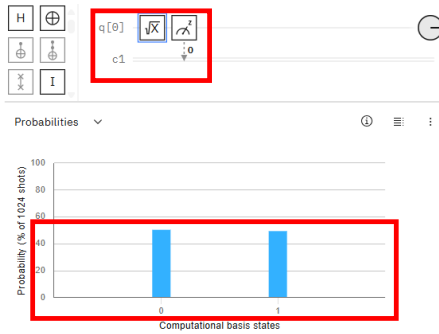 H
q[0] √X z
0
c1
I
Probabilities
Probability (% of 1024 shots)
100
80
60
40
20
0
0 1
Computational basis states